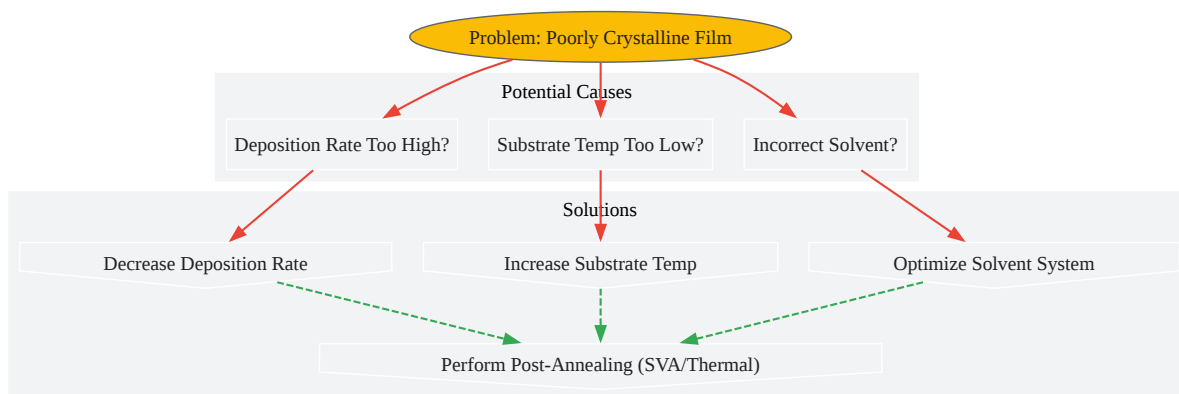 Problem: Poorly Crystalline Film
Potential Causes
Deposition Rate Too High?
Substrate Temp Too Low?
Incorrect Solvent?
Solutions
Decrease Deposition Rate
Increase Substrate Temp
Optimize Solvent System
Perform Post-Annealing (SVA/Thermal)